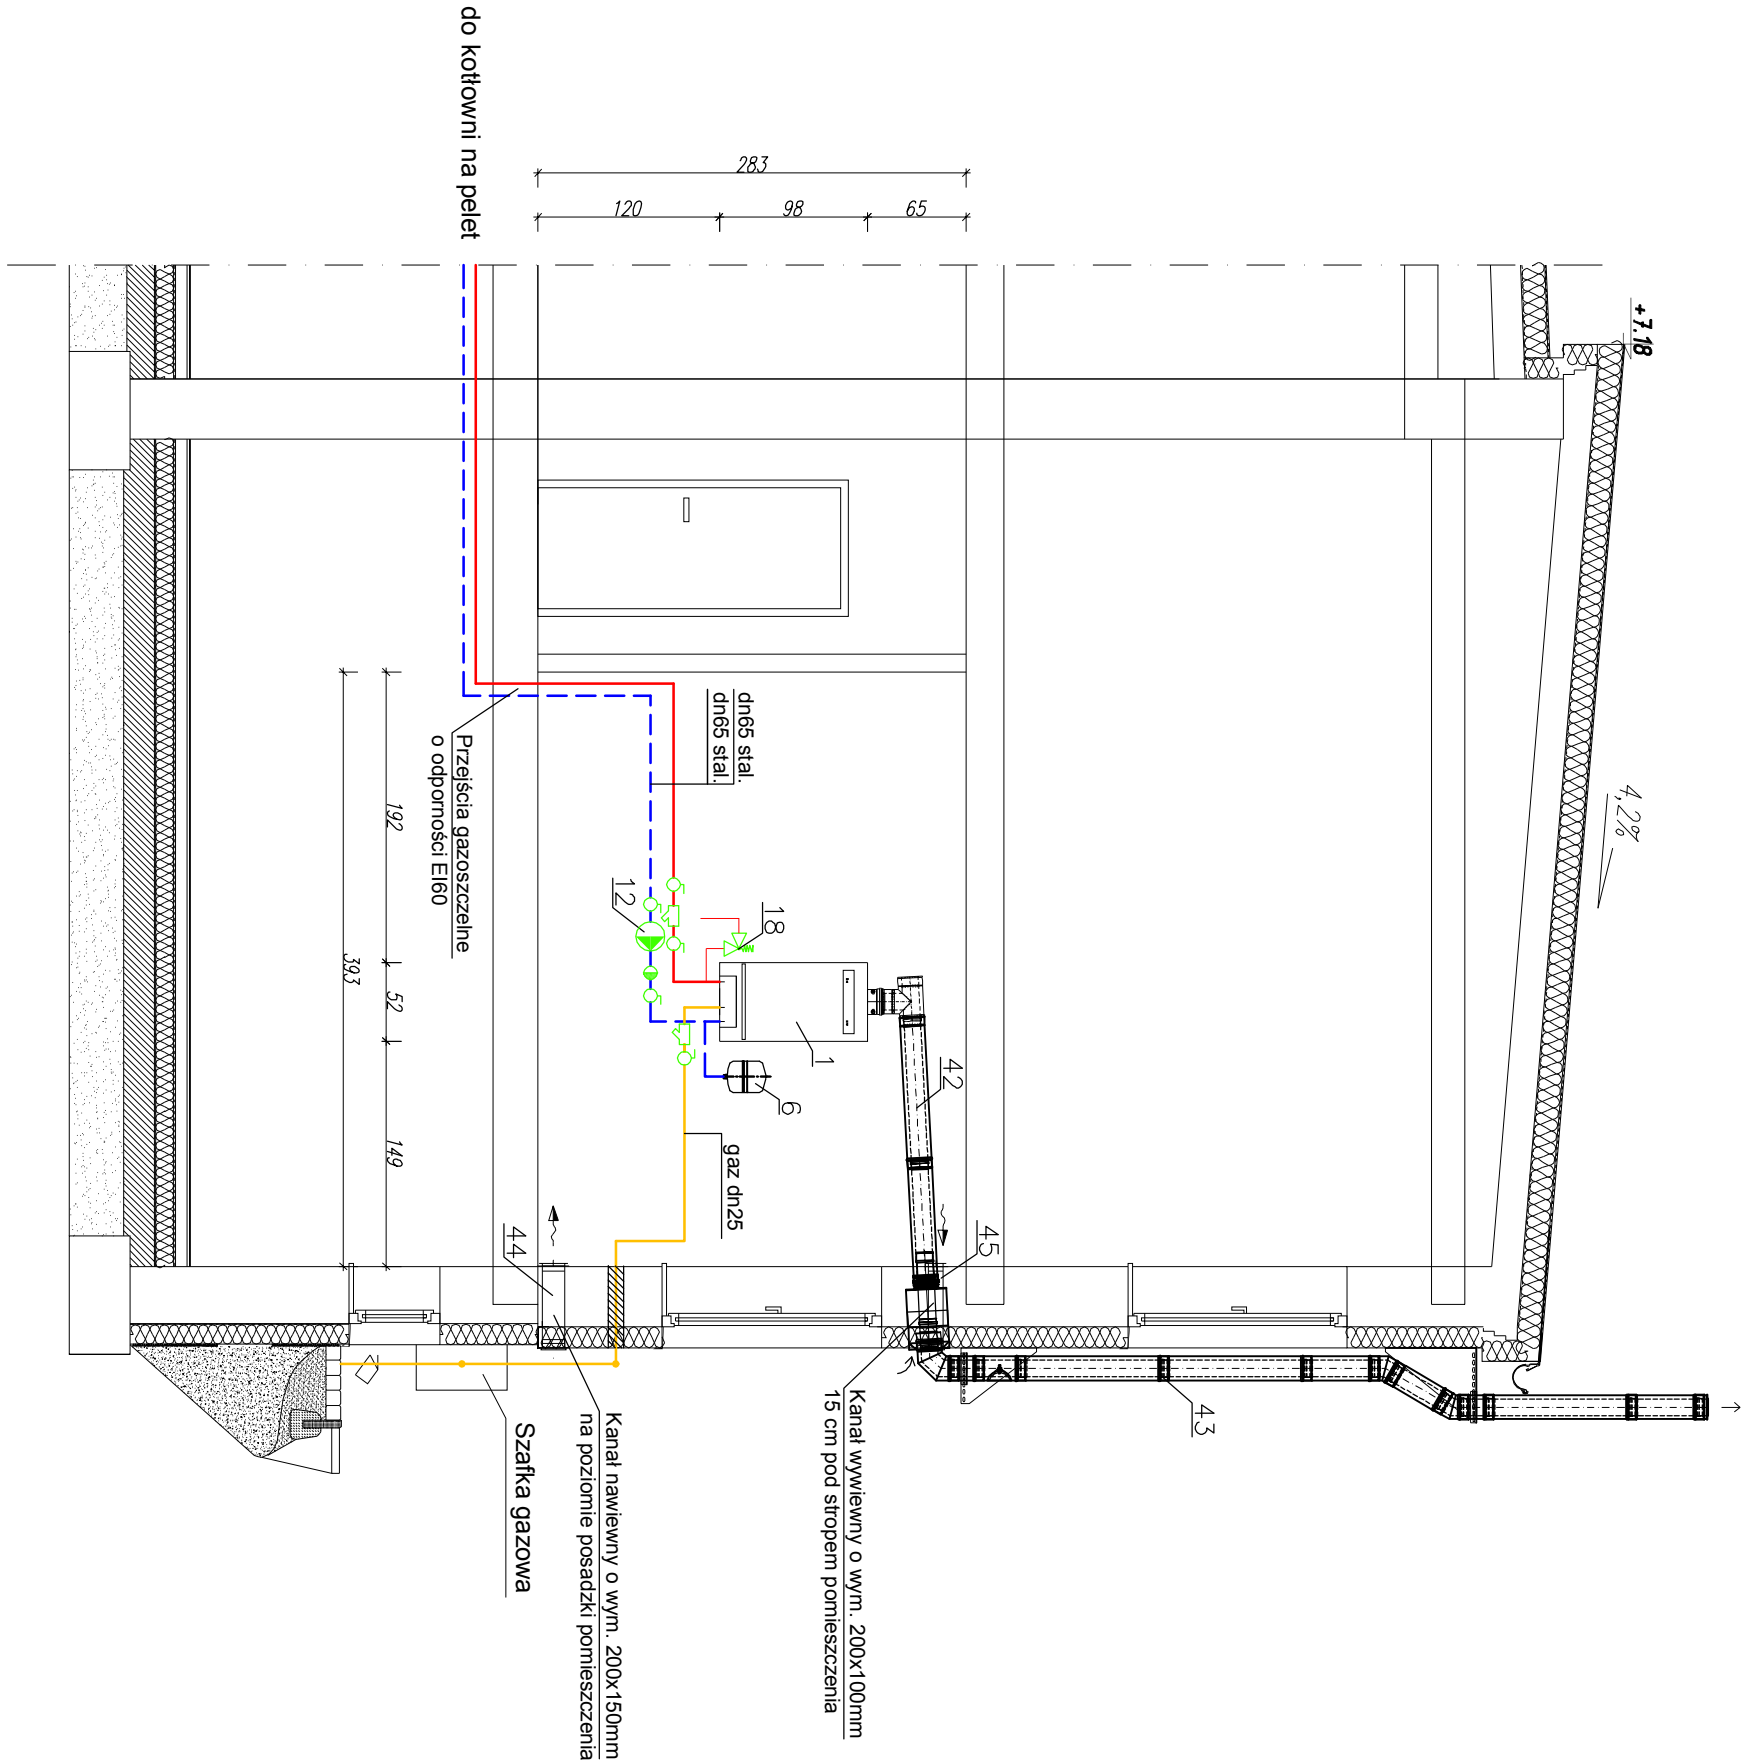 do kotłowni na pelet
283
120
98
65
+7.18
4,2%
dn65 stal.
dn65 stal.
Przejścia gazoszczelne
o odporności EI60
192
52
149
393
12
18
1
6
42
gaz dn25
45
44
43
Kanał wywiewny o wym. 200x100mm
15 cm pod stropem pomieszczenia
Kanał nawiewny o wym. 200x150mm
na poziomie posadzki pomieszczenia
Szafka gazowa